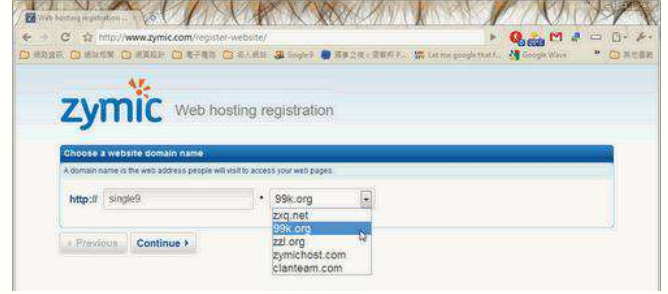 Web hosting registration ...
http://www.zymic.com/register-website/
Single9
Let me google that f...
Google Wave
zymic Web hosting registration
Choose a website domain name
A domain name is the web address people will visit to access your web pages.
http:// single9 • 99k.org
zxq.net
99k.org
zzl.org
zymichost.com
clanteam.com
Previous
Continue